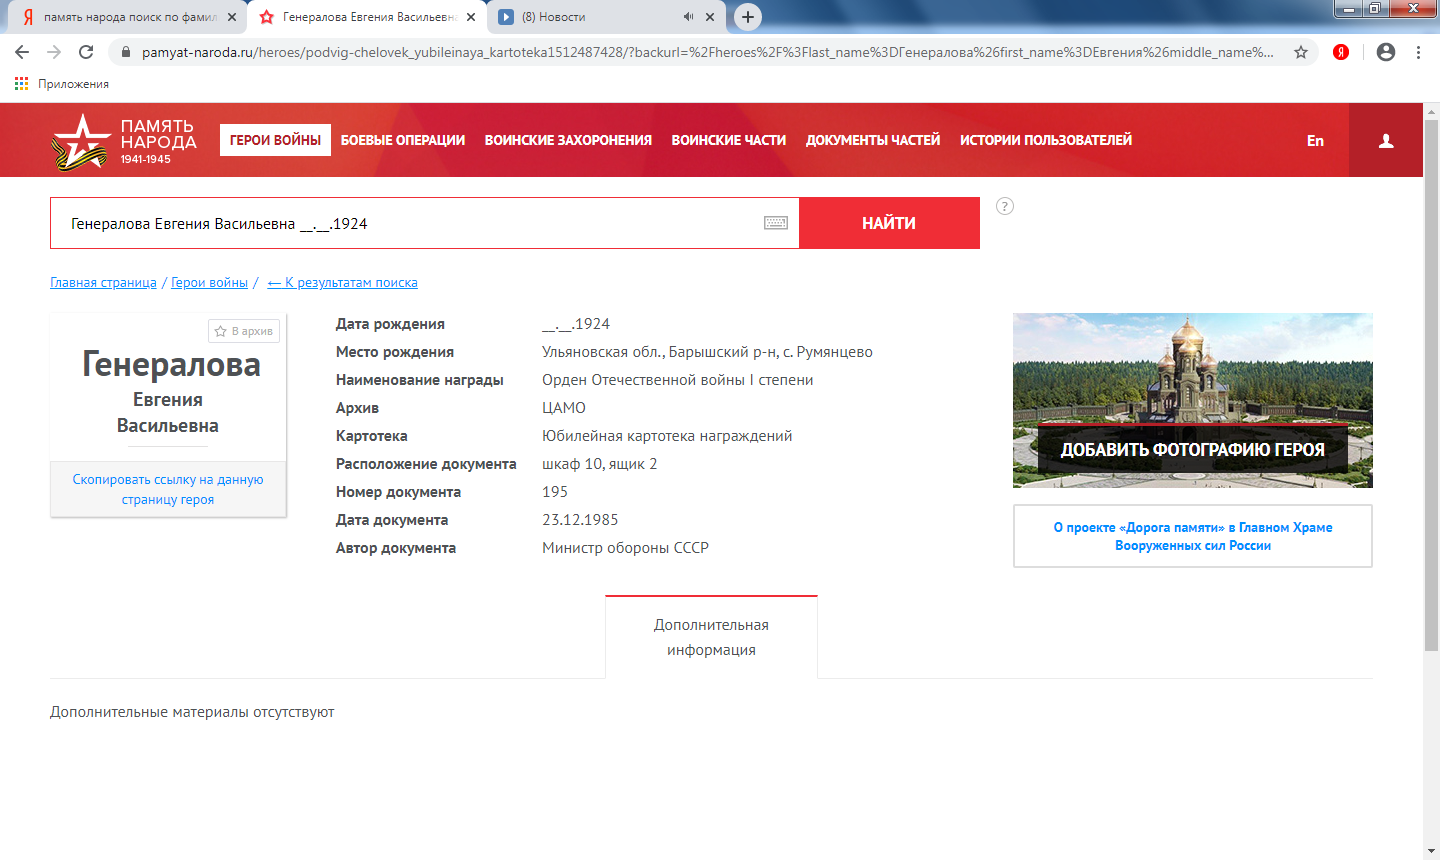 память народа поиск по фамил
Генералова Евгения Васильевна
(8) Новости
pamyat-naroda.ru/heroes/podvig-chelovek_yubileinaya_kartoteka1512487428/?backurl=%2Fheroes%2F%3Flast_name%3DГенералова%26first_name%3DЕвгения%26middle_name%...
Я
Приложения
ПАМЯТЬ
НАРОДА
1941-1945
ГЕРОИ ВОЙНЫ
БОЕВЫЕ ОПЕРАЦИИ
ВОИНСКИЕ ЗАХОРОНЕНИЯ
ВОИНСКИЕ ЧАСТИ
ДОКУМЕНТЫ ЧАСТЕЙ
ИСТОРИИ ПОЛЬЗОВАТЕЛЕЙ
En
Генералова Евгения Васильевна __.__.1924
НАЙТИ
?
Главная страница / Герои войны / ← К результатам поиска
В архив
Генералова
Евгения
Васильевна
Скопировать ссылку на данную
страницу героя
Дата рождения __.__.1924
Место рождения Ульяновская обл., Барышский р-н, с. Румянцево
Наименование награды Орден Отечественной войны I степени
Архив ЦАМО
Картотека Юбилейная картотека награждений
Расположение документа шкаф 10, ящик 2
Номер документа 195
Дата документа 23.12.1985
Автор документа Министр обороны СССР
ДОБАВИТЬ ФОТОГРАФИЮ ГЕРОЯ
О проекте «Дорога памяти» в Главном Храме
Вооруженных сил России
Дополнительная
информация
Дополнительные материалы отсутствуют